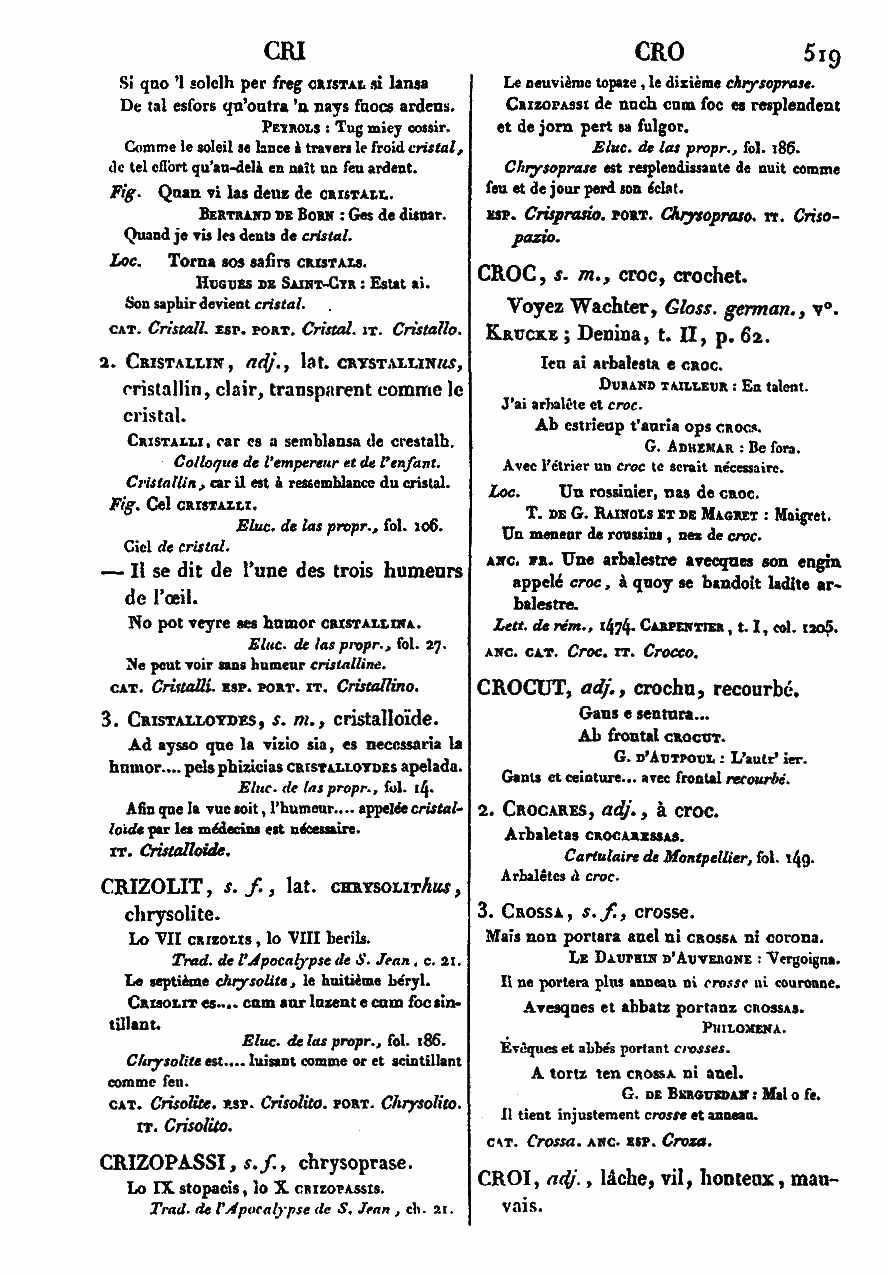 CRI
CRO 519
Si quo 'l solelh per freg CRISTAL si lansa
De tal esfors qu'outra 'n nays fuocs ardens.
PEYROLS : Tug miey cossir.
Comme le soleil se lance à travers le froid cristal,
de tel effort qu'au-delà en naît un feu ardent.
Fig. Quan vi las denz de CRISTALL.
BERTRAND DE BORN : Ges de disnar.
Quand je vis les dents de cristal.
Loc. Torna sos safirs CRISTALS.
HUGUES DE SAINT-CYR : Estat ai.
Son saphir devient cristal.
CAT. Cristall. ESP. PORT. Cristal. IT. Cristallo.
2. CRISTALLIN, adj., lat. CRYSTALLINus,
cristallin, clair, transparent comme le
cristal.
CRISTALLI, car es a semblansa de crestalh.
Colloque de l'empereur et de l'enfant.
Cristallin, car il est à ressemblance du cristal.
Fig. Cel CRISTALLI.
Eluc. de las propr., fol. 106.
Ciel de cristal.
— Il se dit de l'une des trois humeurs
de l'œil.
No pot veyre ses humor CRISTALLINA.
Eluc. de las propr., fol. 27.
Ne peut voir sans humeur cristalline.
CAT. Cristalli. ESP. PORT. IT. Cristallino.
3. CRISTALLOYDES, s. m., cristalloïde.
Ad aysso que la vizio sia, es necessaria la
humor.... pels phizicias CRISTALLOYDES apelada.
Eluc. de las propr., fol. 14.
Afin que la vue soit, l'humeur.... appelée cristal-
loïde par les médecins est nécessaire.
IT. Cristalloide.
CRIZOLIT, s. f., lat. CHRYSOLIThus,
chrysolite.
Lo VII CRIZOLIS, lo VIII berils.
Trad. de l'Apocalypse de S. Jean, c. 21.
Le septième chrysolite, le huitième béryl.
CRISOLIT es.... cum aur luzent e cum foc sin-
tillant.
Eluc. de las propr., fol. 186.
Chrysolite est.... luisant comme or et scintillant
comme feu.
CAT. Crisolite. ESP. Crisolito. PORT. Chrysolito.
IT. Crisolito.
CRIZOPASSI, s. f., chrysoprase.
Lo IX stopacis, lo X CRIZOPASSIS.
Trad. de l'Apocalypse de S. Jean, ch. 21.
Le neuvième topaze, le dixième chrysoprase.
CRIZOPASSI de nuch cum foc es resplendent
et de jorn pert sa fulgor.
Eluc. de las propr., fol. 186.
Chrysoprase est resplendissante de nuit comme
feu et de jour perd son éclat.
ESP. Crisprasio. PORT. Chrysopraso. IT. Criso-
pazio.
CROC, s. m., croc, crochet.
Voyez Wachter, Gloss. german., v°.
KRUCKE ; Denina, t. II, p. 62.
Ieu ai arbalesta e CROC.
DURAND TAILLEUR : En talent.
J'ai arbalète et croc.
Ab estrieup t'auria ops CROCS.
G. ADHEMAR : Be fora.
Avec l'étrier un croc te serait nécessaire.
Loc. Un rossinier, nas de CROC.
T. DE G. RAINOLS ET DE MAGRET : Maigret.
Un meneur de roussins, nez de croc.
ANC. FR. Une arbalestre avecques son engin
appelé croc, à quoy se bandoit ladite ar-
balestre.
Lett. de rém., 1474. CARPENTIER, t. I, col. 1205.
ANC. CAT. Croc. IT. Crocco.
CROCUT, adj., crochu, recourbé.
Gans e sentura...
Ab frontal CROCUT.
G. D'AUTPOUL : L'autr' ier.
Gants et ceinture... avec frontal recourbé.
2. CROCARES, adj., à croc.
Arbaletas CROCARESSAS.
Cartulaire de Montpellier, fol. 149.
Arbalètes à croc.
3. CROSSA, s. f., crosse.
Maïs non portara anel ni CROSSA ni corona.
LE DAUPHIN D'AUVERGNE : Vergoigna.
Il ne portera plus anneau ni crosse ni couronne.
Avesques et abbatz portanz CROSSAS.
PHILOMENA.
Évêques et abbés portant crosses.
A tortz ten CROSSA ni anel.
G. DE BERGUEDAN : Mal o fe.
Il tient injustement crosse et anneau.
CAT. Crossa. ANC. ESP. Croza.
CROI, adj., lâche, vil, honteux, mau-
vais.